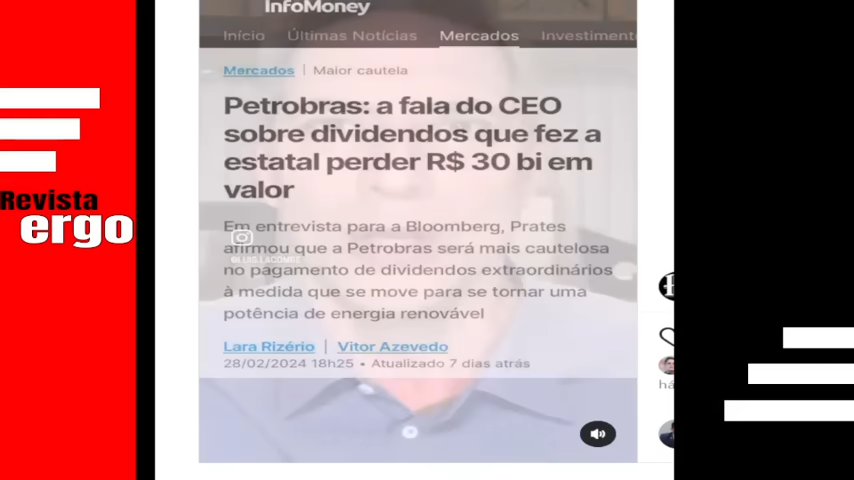 InfoMoney
Início Últimas Notícias Mercados Investiment
Mercados | Maior cautela
Petrobras: a fala do CEO
sobre dividendos que fez a
estatal perder R$ 30 bi em
valor
Em entrevista para a Bloomberg, Prates
afirmou que a Petrobras será mais cautelosa
no pagamento de dividendos extraordinários
à medida que se move para se tornar uma
potência de energia renovável
Lara Rizério | Vitor Azevedo
28/02/2024 18h25 • Atualizado 7 dias atrás
Revista
ergo
há